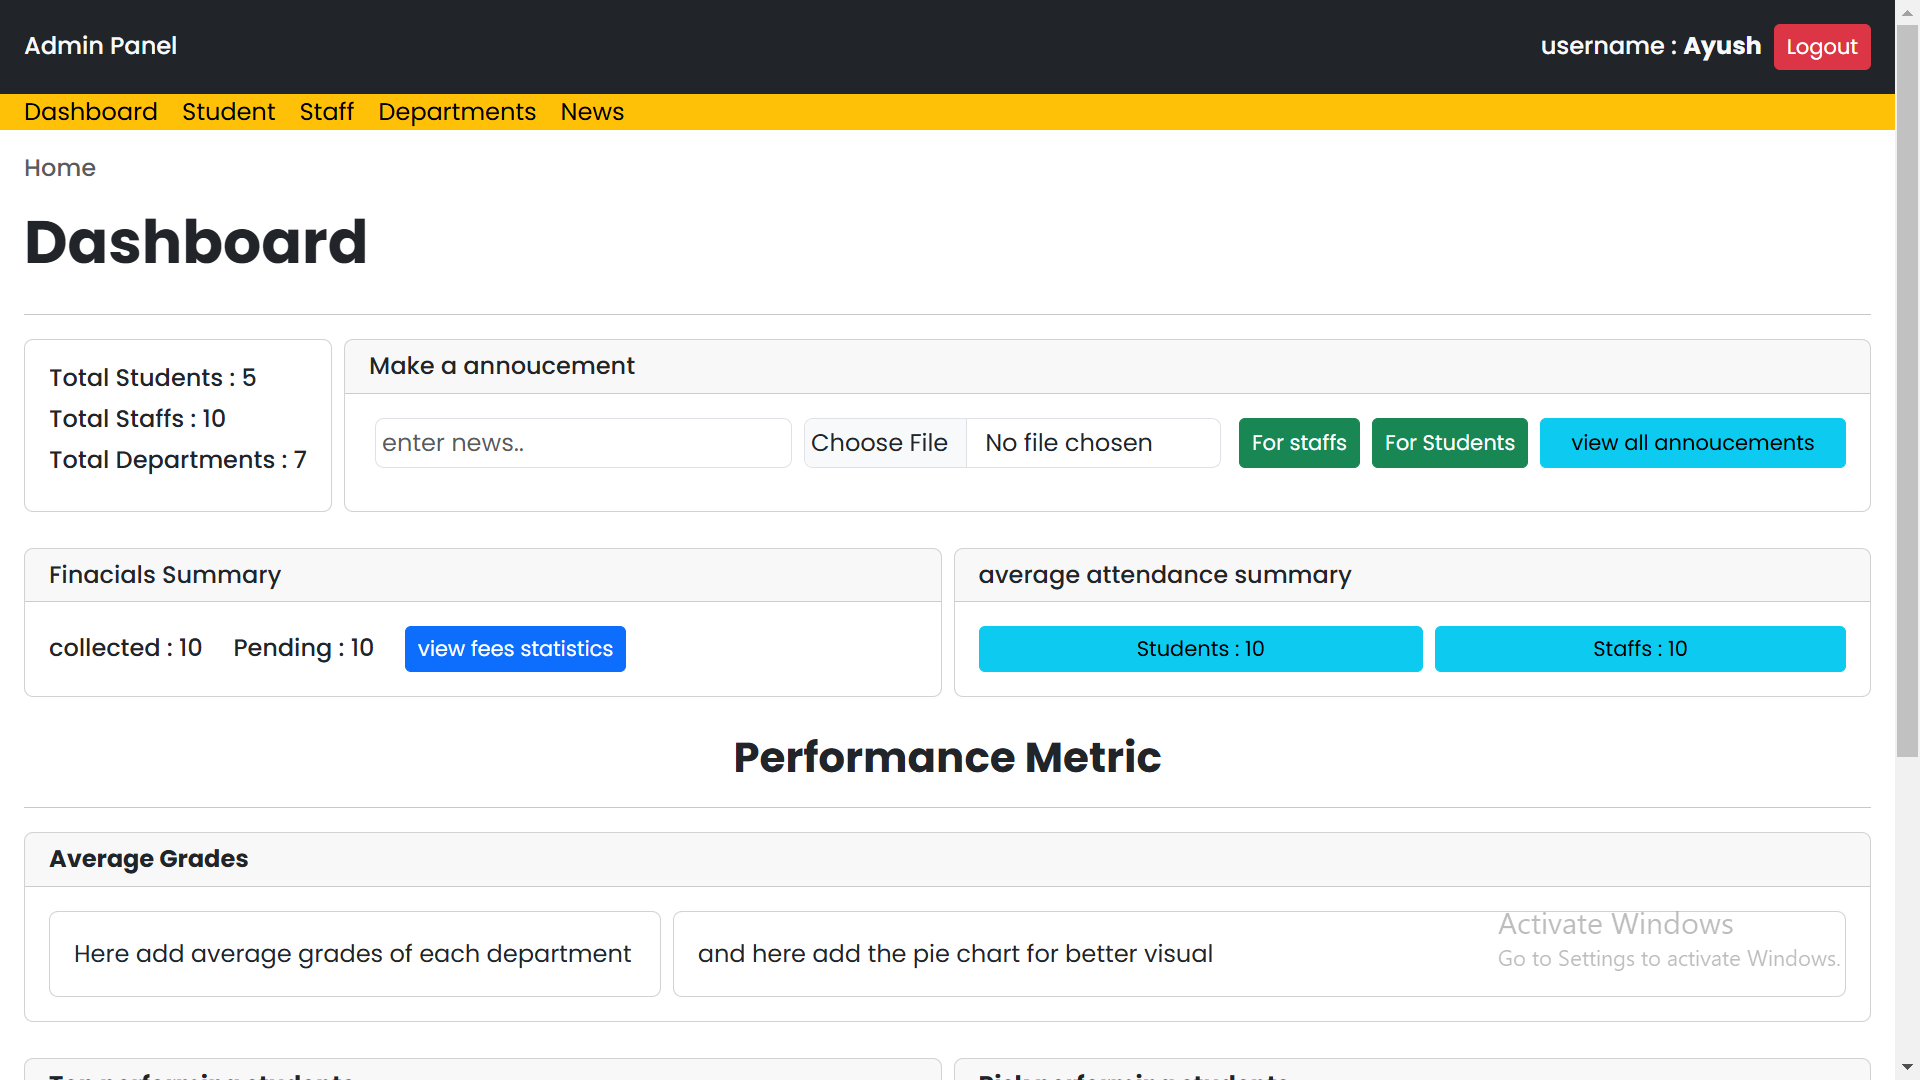 Admin Panel
username : Ayush Logout
Dashboard Student Staff Departments News
Home
Dashboard
Total Students : 5
Total Staffs : 10
Total Departments : 7
Make a annoucement
enter news.. Choose File No file chosen For staffs For Students view all annoucements
Finacials Summary
collected : 10 Pending : 10 view fees statistics
average attendance summary
Students : 10 Staffs : 10
Performance Metric
Average Grades
Here add average grades of each department
and here add the pie chart for better visual
Activate Windows
Go to Settings to activate Windows.
Top performing students